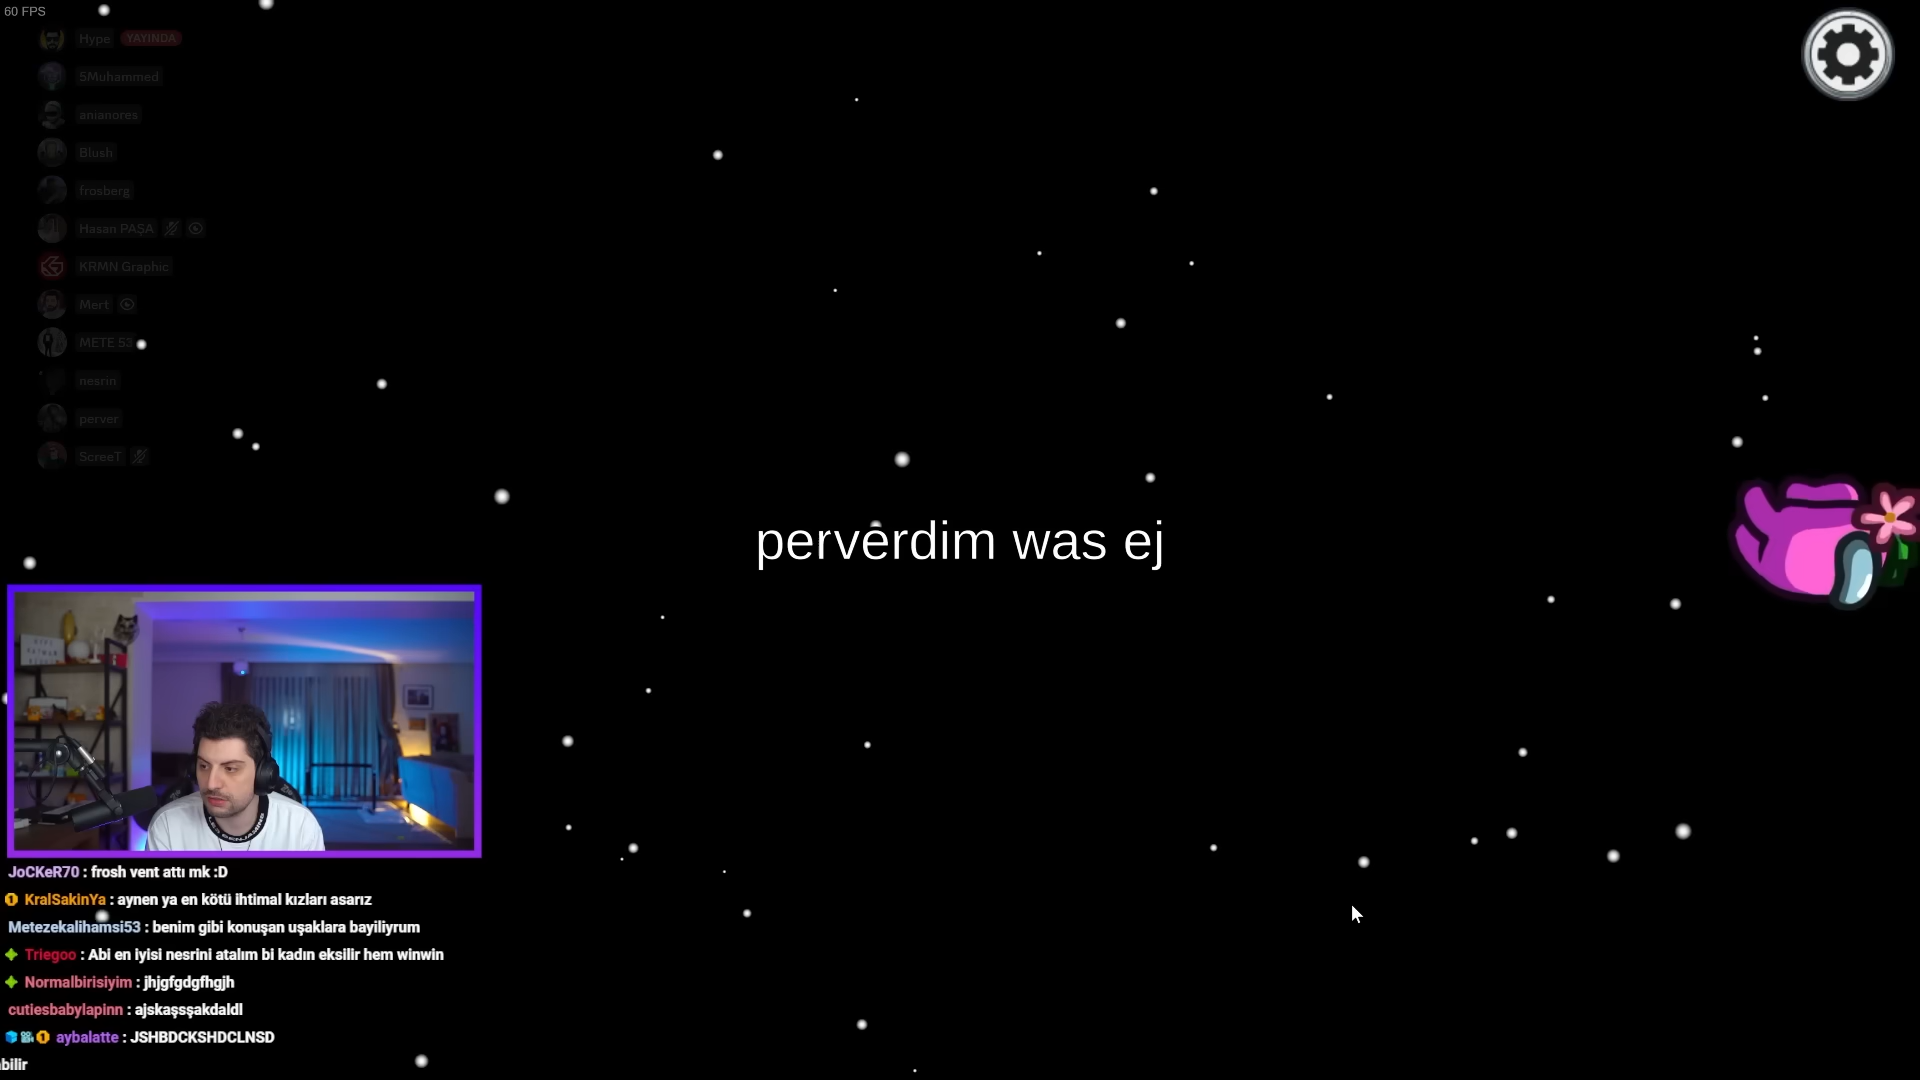 60 FPS
Hype YAYINDA
5Muhammed
anianores
Blush
frosberg
Hasan PAŞA
KRMN Graphic
Mert
METE 53
nesrin
perver
ScreeT
perverdim was ej
JoCKeR70 : frosh vent attı mk :D
KralSakinYa : aynen ya en kötü ihtimal kızları asarız
Metezekalihamsi53 : benim gibi konuşan uşaklara bayiliyrum
Triegoo : Abi en iyisi nesrini atalım bi kadın eksilir hem winwin
Normalbirisiyim : jhjgfgdgfhgjh
cutiesbabylapinn : ajskaşsşakdaldl
aybalatte : JSHBDCKSHDCLNSD
bilir